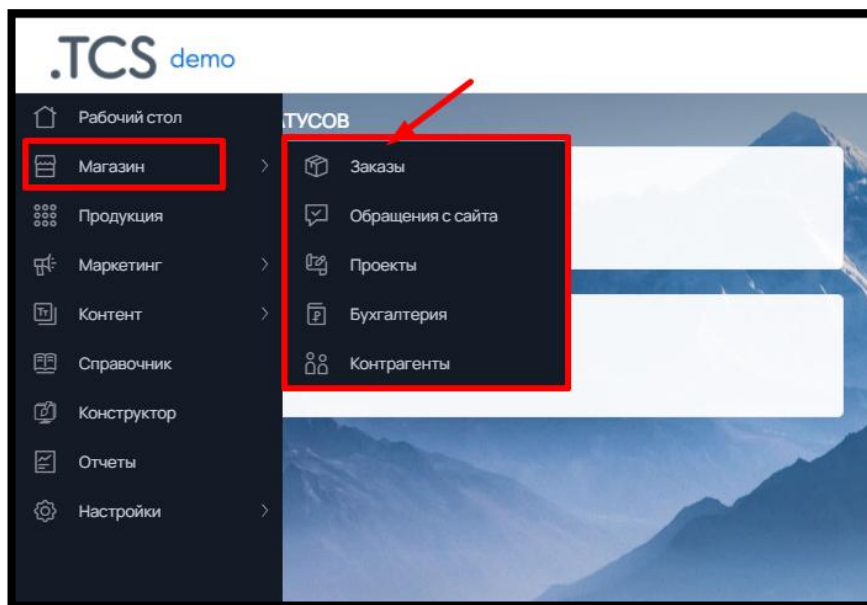 .TCS demo
Рабочий стол
ТУСОВ
Магазин
Продукция
Маркетинг
Контент
Справочник
Конструктор
Отчеты
Настройки
Заказы
Обращения с сайта
Проекты
Бухгалтерия
Контрагенты